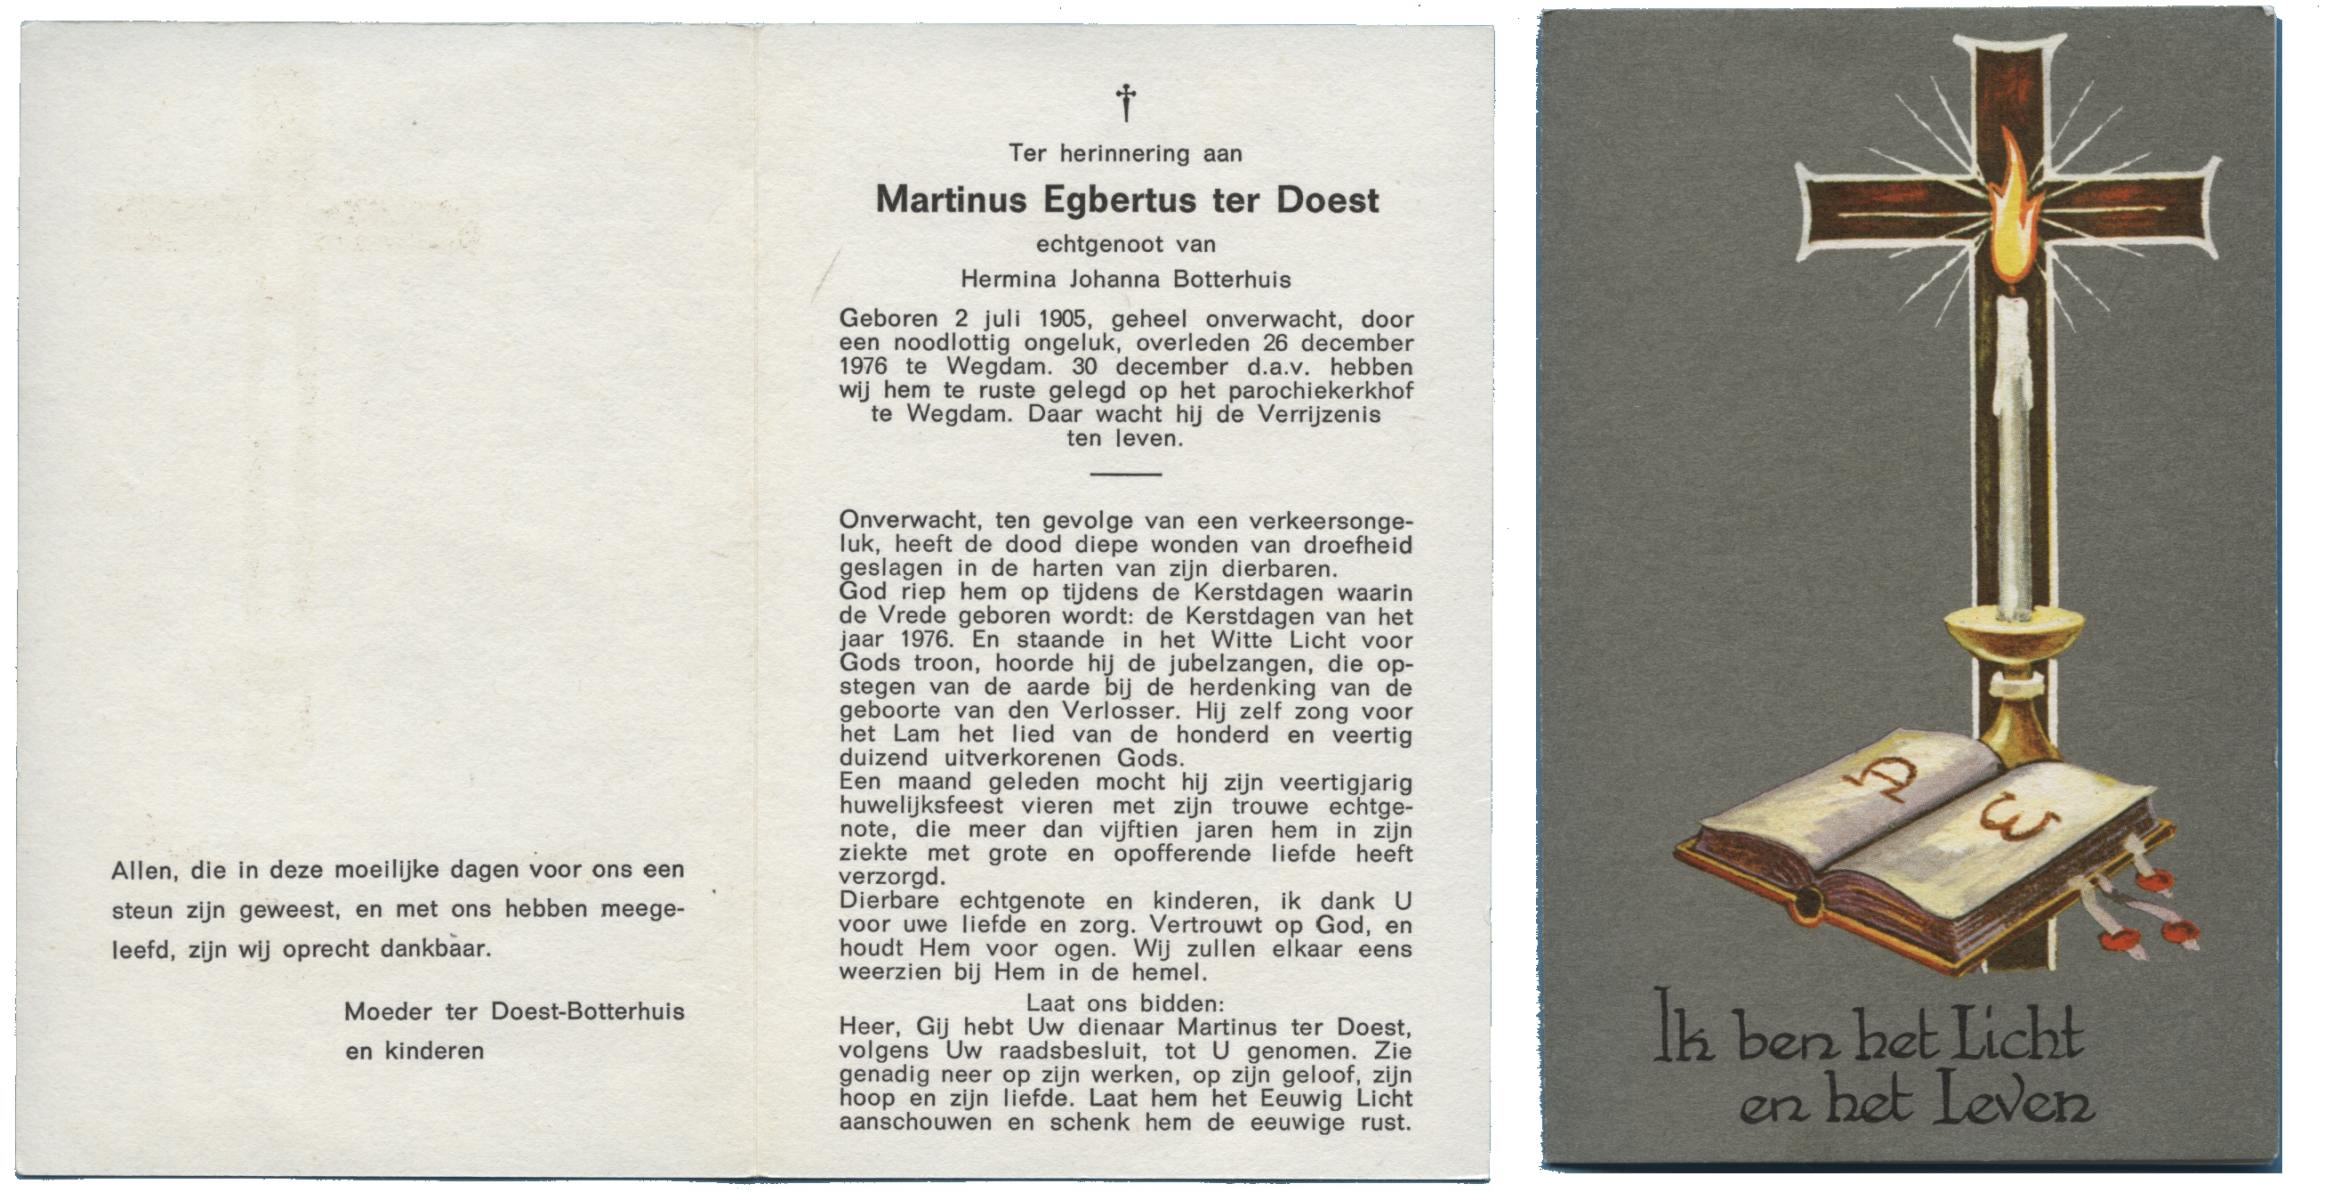 Allen, die in deze moeilijke dagen voor ons een
steun zijn geweest, en met ons hebben meege-
leefd, zijn wij oprecht dankbaar.
Moeder ter Doest-Botterhuis
en kinderen
†
Ter herinnering aan
Martinus Egbertus ter Doest
echtgenoot van
Hermina Johanna Botterhuis
Geboren 2 juli 1905, geheel onverwacht, door
een noodlottig ongeluk, overleden 26 december
1976 te Wegdam. 30 december d.a.v. hebben
wij hem te ruste gelegd op het parochiekerkhof
te Wegdam. Daar wacht hij de Verrijzenis
ten leven.
Onverwacht, ten gevolge van een verkeersonge-
luk, heeft de dood diepe wonden van droefheid
geslagen in de harten van zijn dierbaren.
God riep hem op tijdens de Kerstdagen waarin
de Vrede geboren wordt: de Kerstdagen van het
jaar 1976. En staande in het Witte Licht voor
Gods troon, hoorde hij de jubelzangen, die op-
stegen van de aarde bij de herdenking van de
geboorte van den Verlosser. Hij zelf zong voor
het Lam het lied van de honderd en veertig
duizend uitverkorenen Gods.
Een maand geleden mocht hij zijn veertigjarig
huwelijksfeest vieren met zijn trouwe echtge-
note, die meer dan vijftien jaren hem in zijn
ziekte met grote en opofferende liefde heeft
verzorgd.
Dierbare echtgenote en kinderen, ik dank U
voor uwe liefde en zorg. Vertrouwt op God, en
houdt Hem voor ogen. Wij zullen elkaar eens
weerzien bij Hem in de hemel.
Laat ons bidden:
Heer, Gij hebt Uw dienaar Martinus ter Doest,
volgens Uw raadsbesluit, tot U genomen. Zie
genadig neer op zijn werken, op zijn geloof, zijn
hoop en zijn liefde. Laat hem het Eeuwig Licht
aanschouwen en schenk hem de eeuwige rust.
Ik ben het Licht
en het Leven